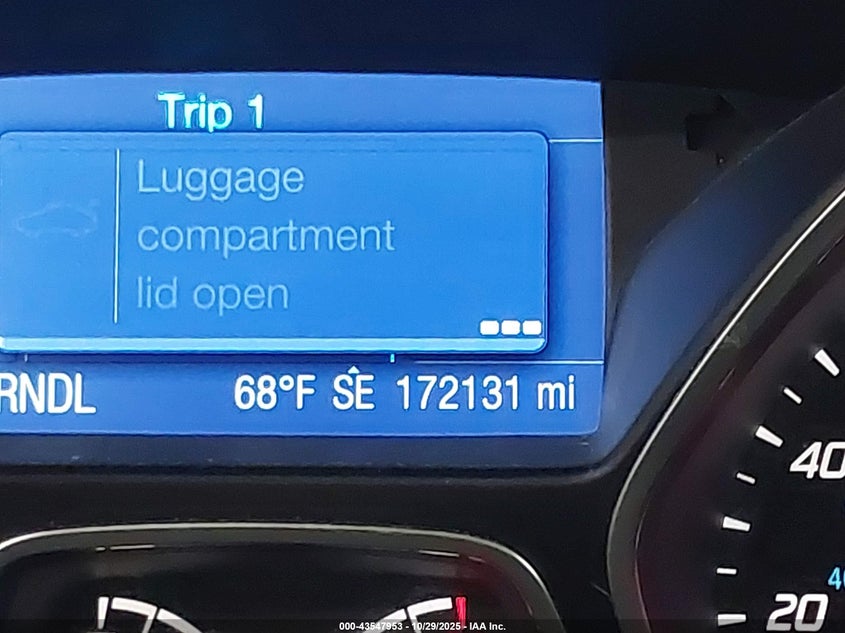 Trip 1
Luggage
compartment
lid open
RNDL 68°F SE 172131 mi
40
40
20
000-43547953 - 10/29/2025 - IAA Inc.